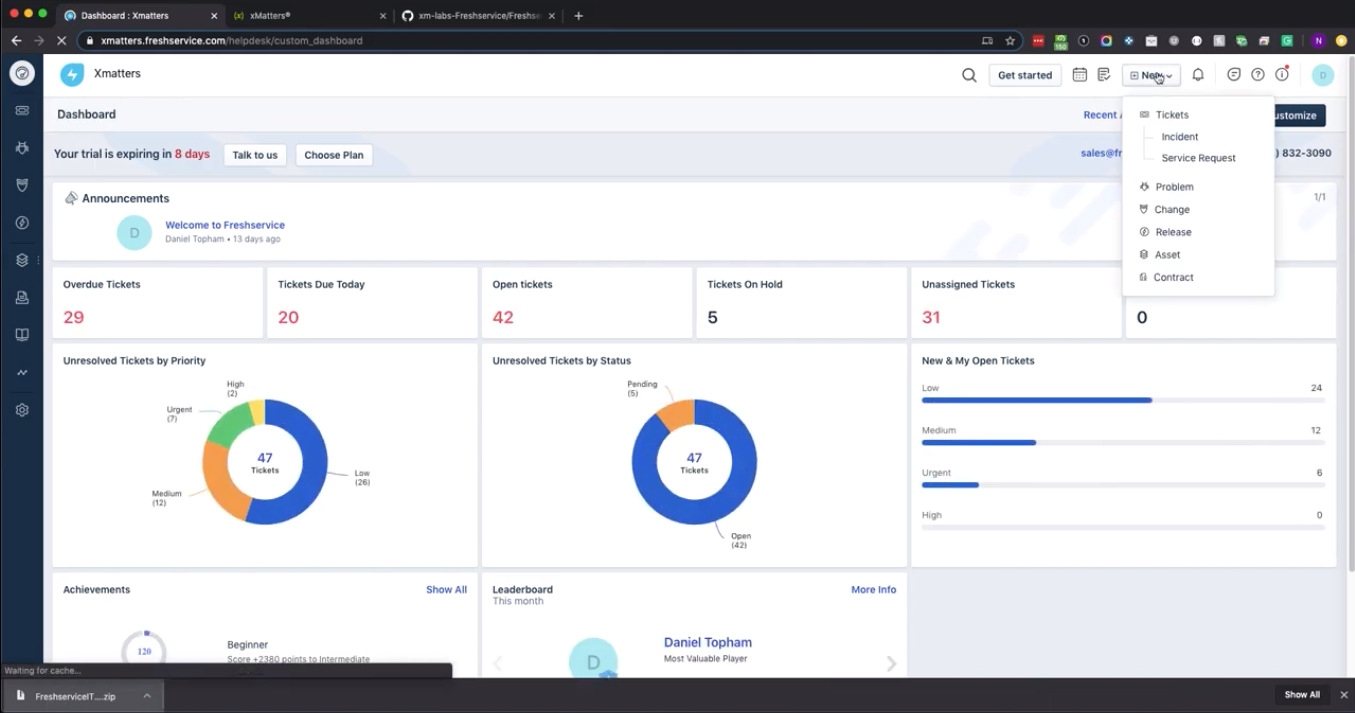 Dashboard : Xmatters
xMatters®
xm-labs-Freshservice/Freshse
xmatters.freshservice.com/helpdesk/custom_dashboard
Xmatters
Get started
New
D
Dashboard
Recent
ustomize
Your trial is expiring in 8 days
Talk to us
Choose Plan
sales@fr
) 832-3090
Tickets
Incident
Service Request
Problem
Change
Release
Asset
Contract
Announcements
1/1
D
Welcome to Freshservice
Daniel Topham • 13 days ago
Overdue Tickets
29
Tickets Due Today
20
Open tickets
42
Tickets On Hold
5
Unassigned Tickets
31
0
Unresolved Tickets by Priority
High
(2)
Urgent
(7)
47
Tickets
Low
(26)
Medium
(12)
Unresolved Tickets by Status
Pending
(5)
47
Tickets
Open
(42)
New & My Open Tickets
Low 24
Medium 12
Urgent 6
High 0
Achievements
Show All
120
Beginner
Score +2380 points to Intermediate
Leaderboard
This month
More Info
D
Daniel Topham
Most Valuable Player
Waiting for cache...
FreshserviceIT....zip
Show All